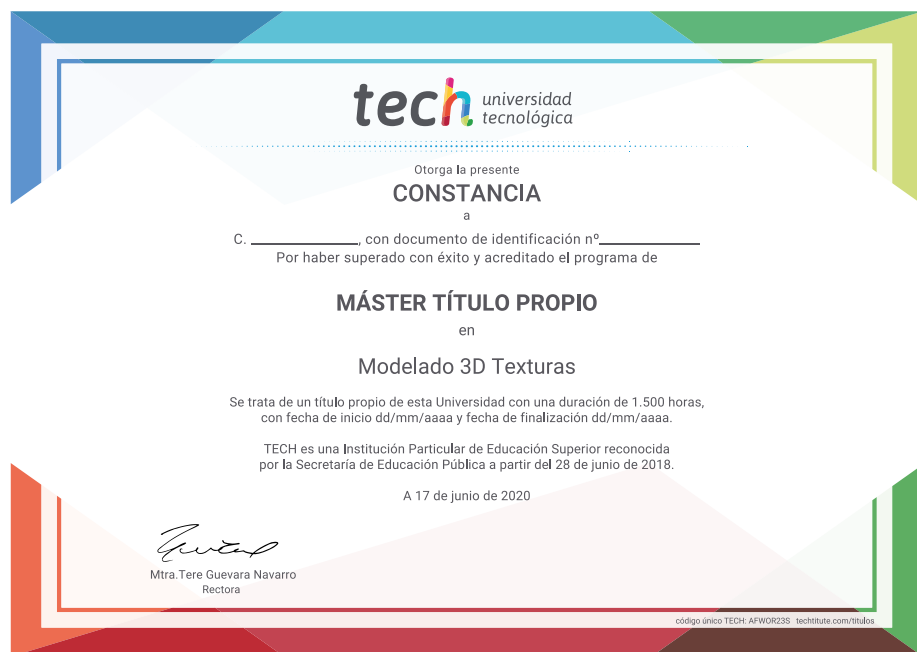 tech universidad
tecnológica
Otorga la presente
CONSTANCIA
a
C. ______________, con documento de identificación nº_____________
Por haber superado con éxito y acreditado el programa de
MÁSTER TÍTULO PROPIO
en
Modelado 3D Texturas
Se trata de un título propio de esta Universidad con una duración de 1.500 horas,
con fecha de inicio dd/mm/aaaa y fecha de finalización dd/mm/aaaa.
TECH es una Institución Particular de Educación Superior reconocida
por la Secretaría de Educación Pública a partir del 28 de junio de 2018.
A 17 de junio de 2020
Mtra.Tere Guevara Navarro
Rectora
código único TECH: AFWOR23S techtitute.com/titulos